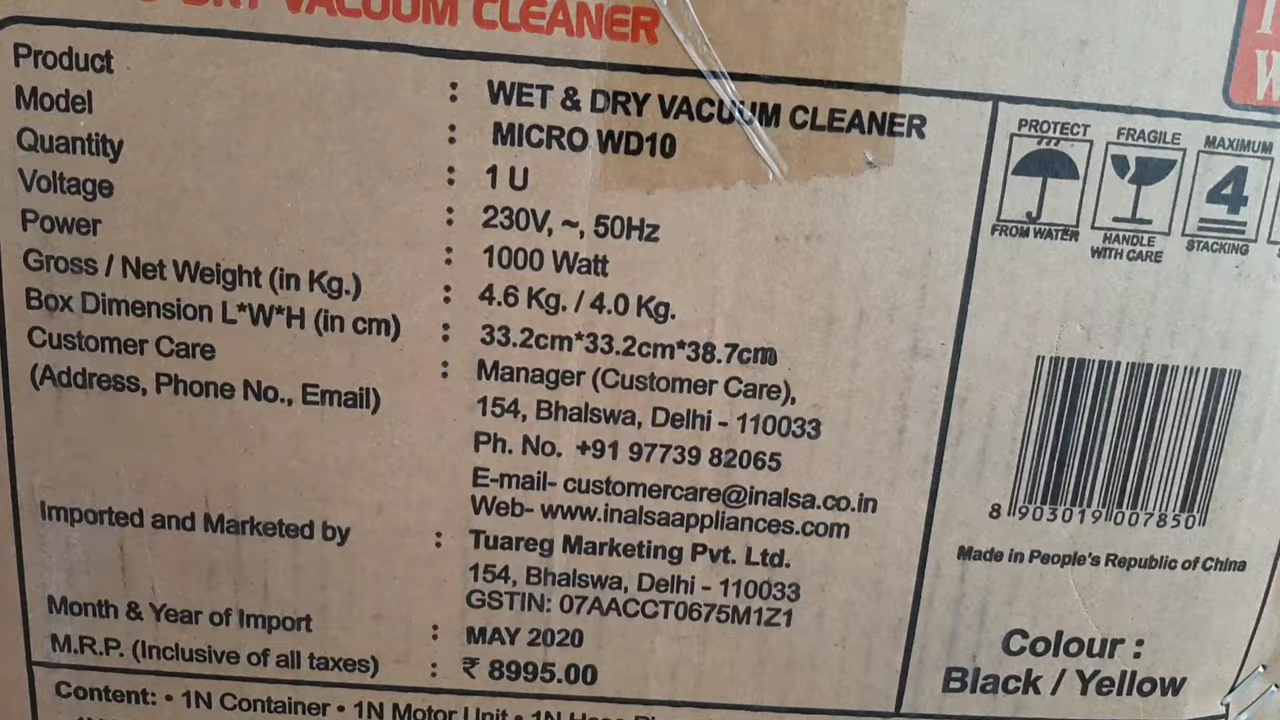 DRY VACUUM CLEANER
Product : WET & DRY VACUUM CLEANER
Model : MICRO WD10
Quantity : 1 U
Voltage : 230V, ~, 50Hz
Power : 1000 Watt
Gross / Net Weight (in Kg.) : 4.6 Kg. / 4.0 Kg.
Box Dimension L*W*H (in cm) : 33.2cm*33.2cm*38.7cm
Customer Care : Manager (Customer Care),
(Address, Phone No., Email) 154, Bhalswa, Delhi - 110033
Ph. No. +91 97739 82065
E-mail- customercare@inalsa.co.in
Web- www.inalsaappliances.com
Imported and Marketed by : Tuareg Marketing Pvt. Ltd.
154, Bhalswa, Delhi - 110033
GSTIN: 07AACCT0675M1Z1
Month & Year of Import : MAY 2020
M.R.P. (Inclusive of all taxes) : ₹ 8995.00
Content: • 1N Container • 1N Motor Unit • 1N
PROTECT
FROM WATER
FRAGILE
HANDLE
WITH CARE
MAXIMUM
4
STACKING
8 903019 007850
Made in People's Republic of China
Colour :
Black / Yellow